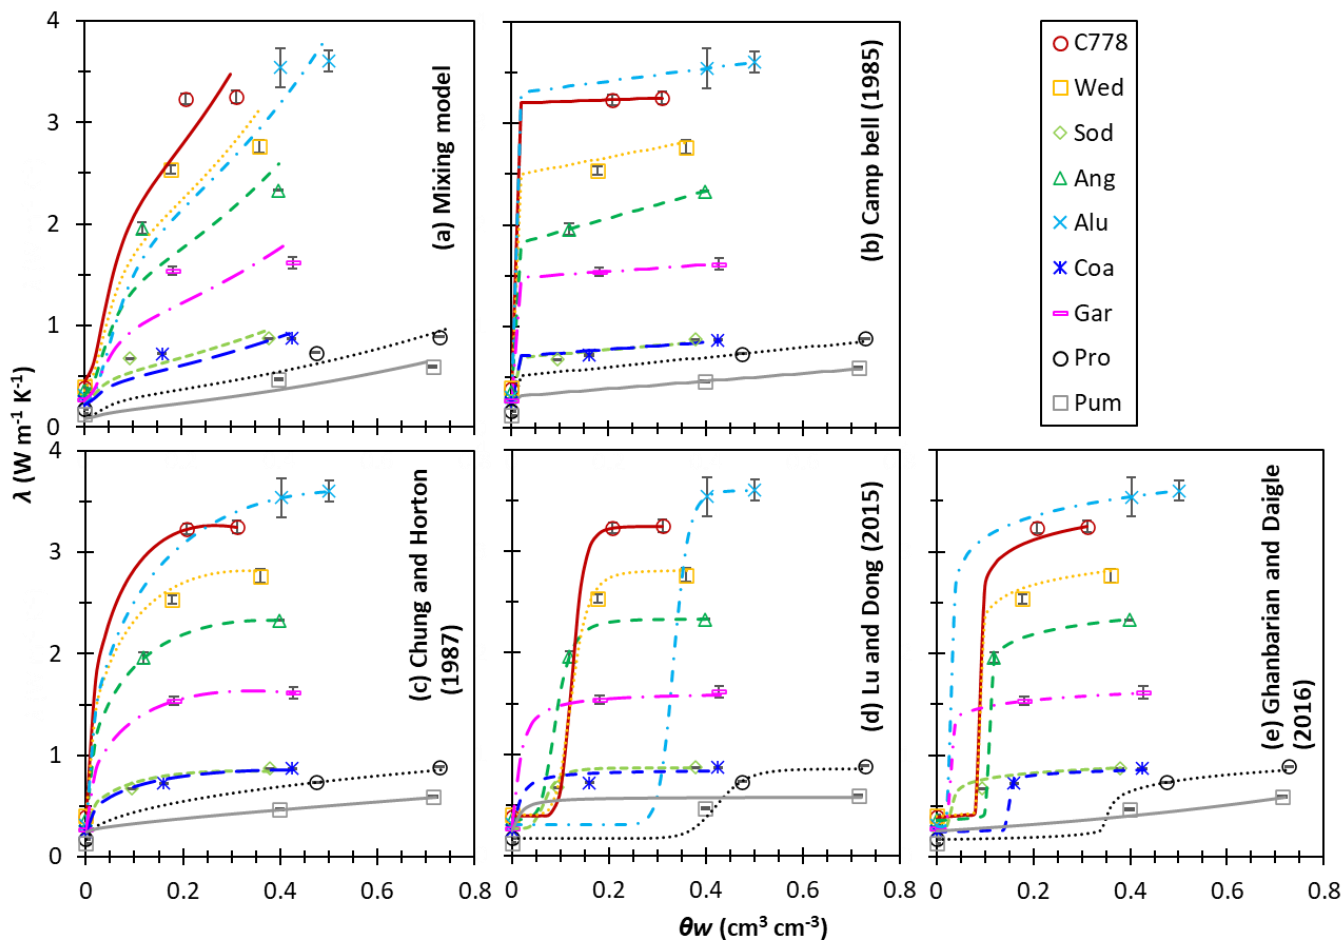 4
3
2
1
0
(a) Mixing model
(b) Camp bell (1985)
C778
Wed
Sod
Ang
Alu
Coa
Gar
Pro
Pum
λ (W m-1 K-1)
4
3
2
1
0
(c) Chung and Horton
(1987)
(d) Lu and Dong (2015)
(e) Ghanbarian and Daigle
(2016)
0 0.2 0.4 0.6 0 0.2 0.4 0.6 0.8 0 0.2 0.4 0.6 0.8
θw (cm3 cm-3)